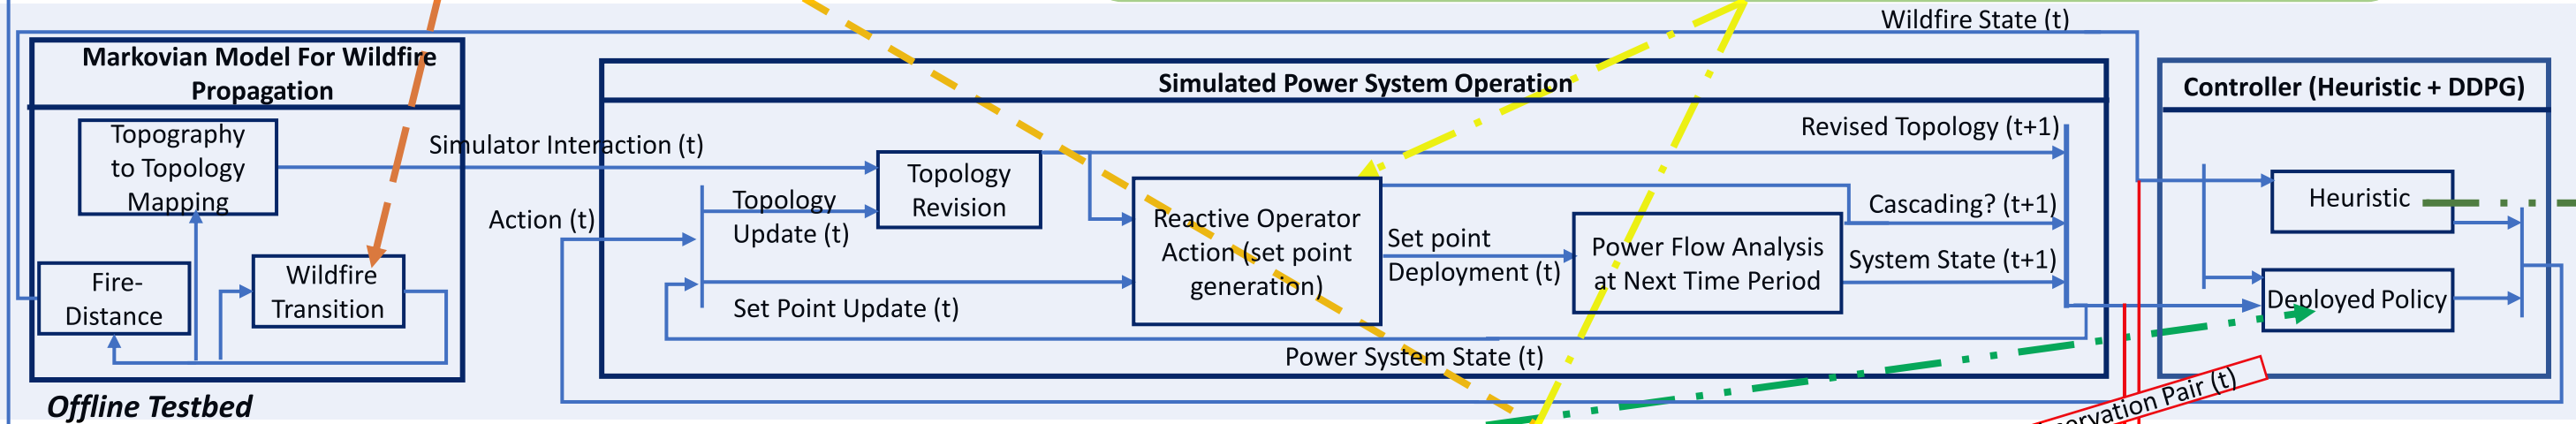 Wildfire State (t)
Markovian Model For Wildfire
Propagation
Topography
to Topology
Mapping
Fire-
Distance
Wildfire
Transition
Offline Testbed
Simulator Interaction (t)
Action (t)
Simulated Power System Operation
Topology
Update (t)
Set Point Update (t)
Topology
Revision
Reactive Operator
Action (set point
generation)
Set point
Deployment (t)
Power Flow Analysis
at Next Time Period
Revised Topology (t+1)
Cascading? (t+1)
System State (t+1)
Power System State (t)
Controller (Heuristic + DDPG)
Heuristic
Deployed Policy
Pair (t)